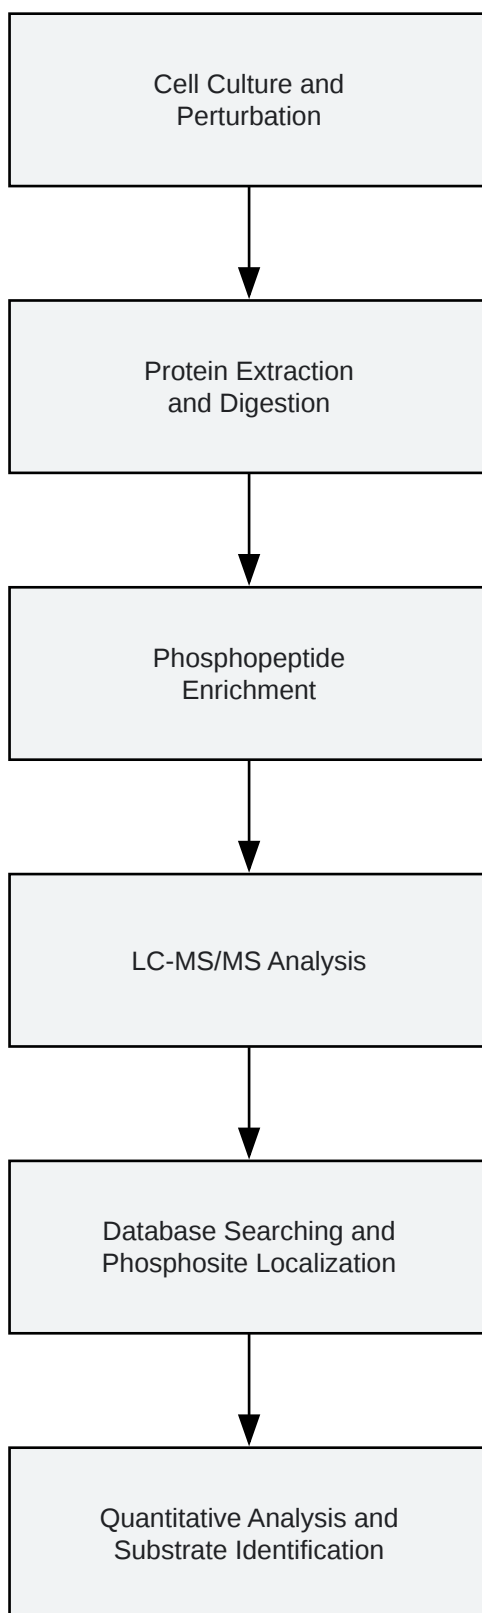 Cell Culture and
Perturbation
Protein Extraction
and Digestion
Phosphopeptide
Enrichment
LC-MS/MS Analysis
Database Searching and
Phosphosite Localization
Quantitative Analysis and
Substrate Identification